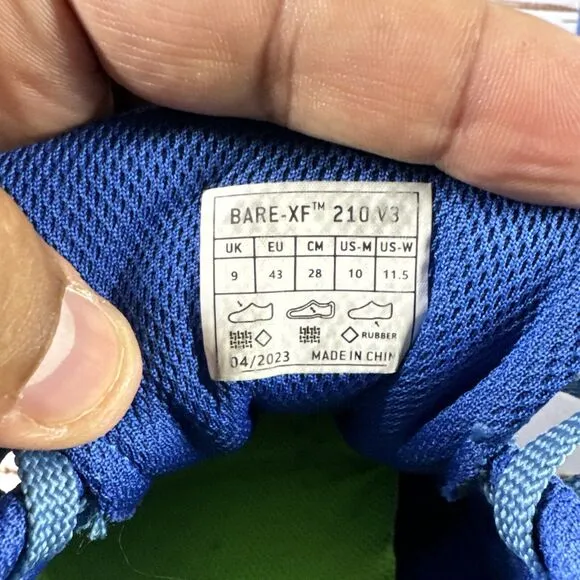 BARE-XF™ 210 V3
UK EU CM US-M US-W
9 43 28 10 11.5
RUBBER
04/2023 MADE IN CHIN